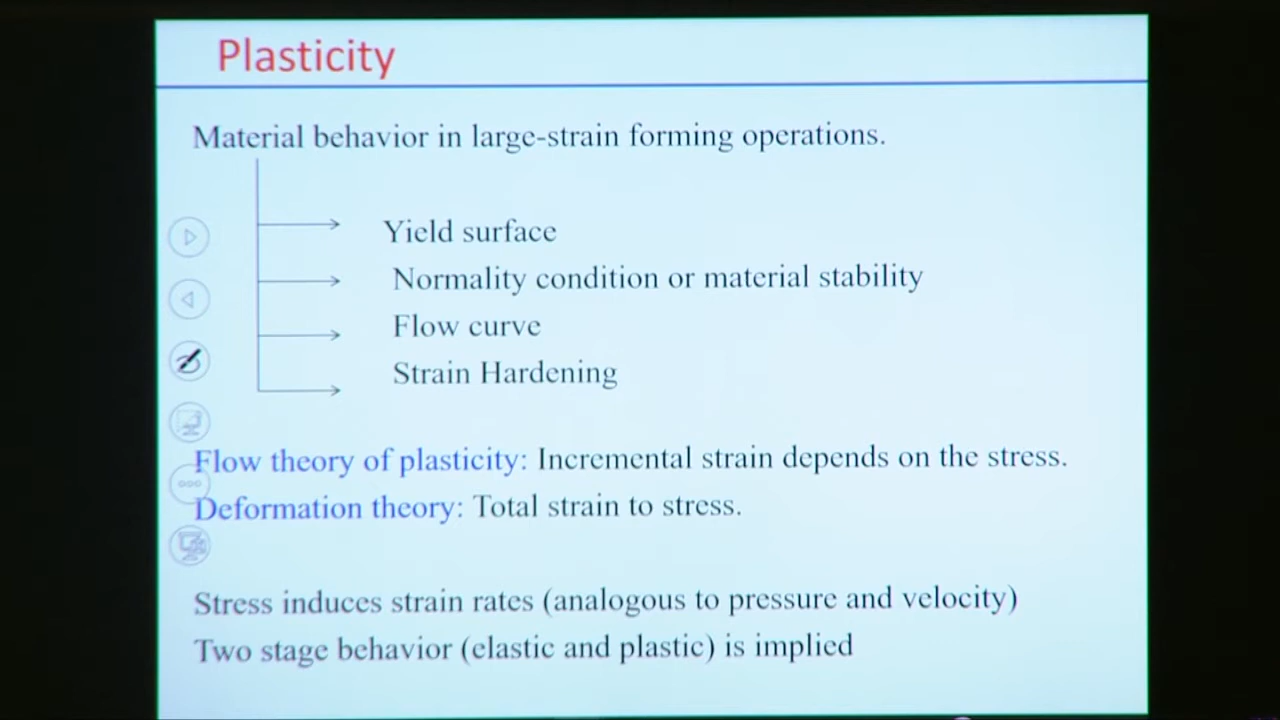 Plasticity
Material behavior in large-strain forming operations.
Yield surface
Normality condition or material stability
Flow curve
Strain Hardening
Flow theory of plasticity: Incremental strain depends on the stress.
Deformation theory: Total strain to stress.
Stress induces strain rates (analogous to pressure and velocity)
Two stage behavior (elastic and plastic) is implied